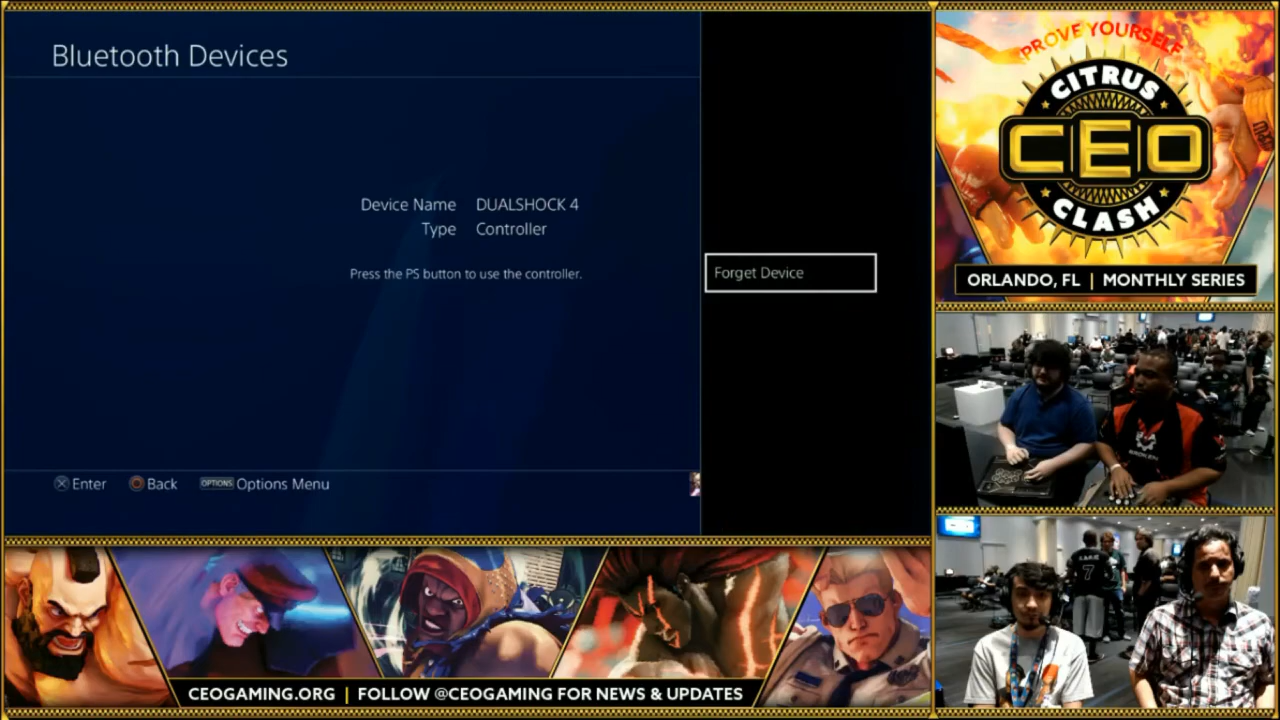 Bluetooth Devices
Device Name DUALSHOCK 4
Type Controller
Press the PS button to use the controller.
Forget Device
Enter Back OPTIONS Options Menu
PROVE YOURSELF
CITRUS
CEO
CLASH
ORLANDO, FL | MONTHLY SERIES
7
CEOGAMING.ORG | FOLLOW @CEOGAMING FOR NEWS & UPDATES